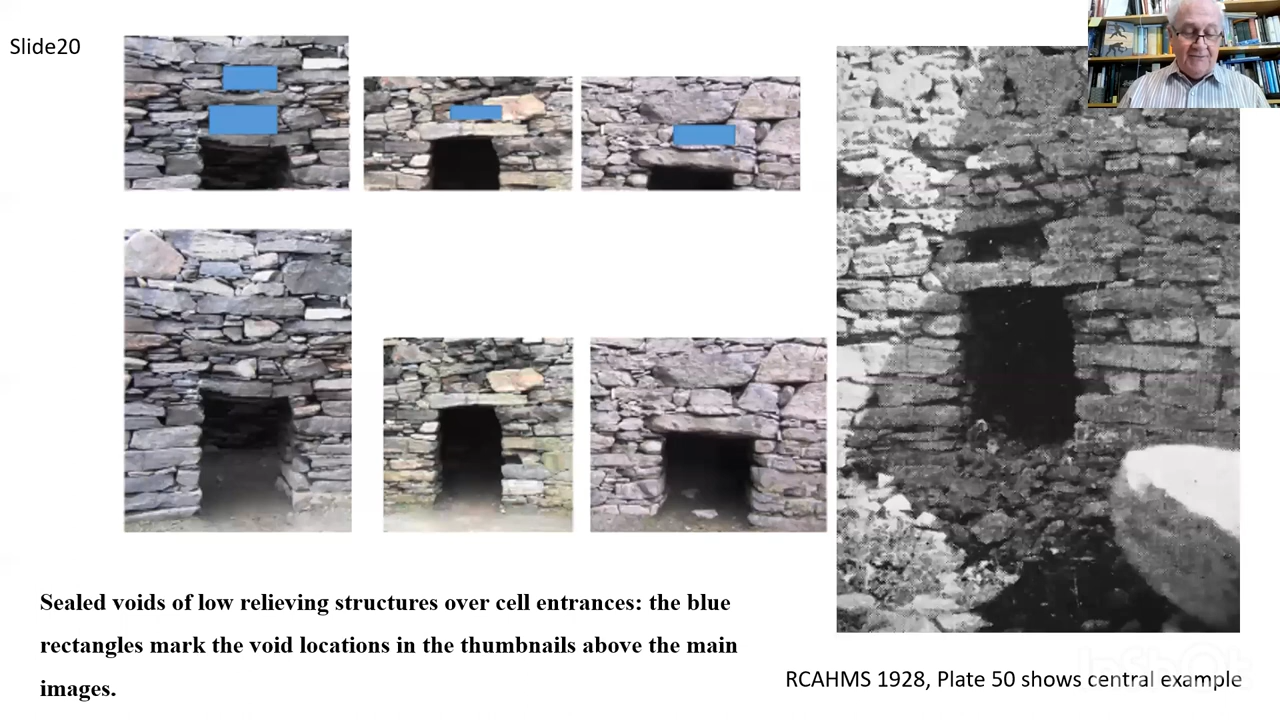 Slide20
Sealed voids of low relieving structures over cell entrances: the blue
rectangles mark the void locations in the thumbnails above the main
images.
RCAHMS 1928, Plate 50 shows central example
InShOt